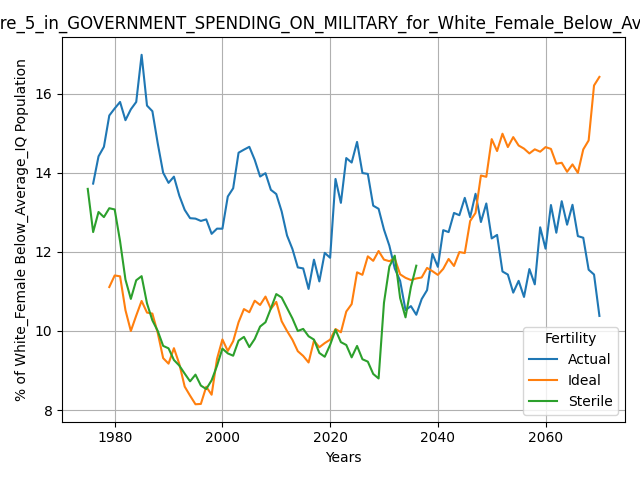 re_5_in_GOVERNMENT_SPENDING_ON_MILITARY_for_White_Female_Below_Av
% of White_Female Below_Average_IQ Population
16
14
12
10
8
1980
2000
2020
2040
2060
Years
Fertility
Actual
Ideal
Sterile